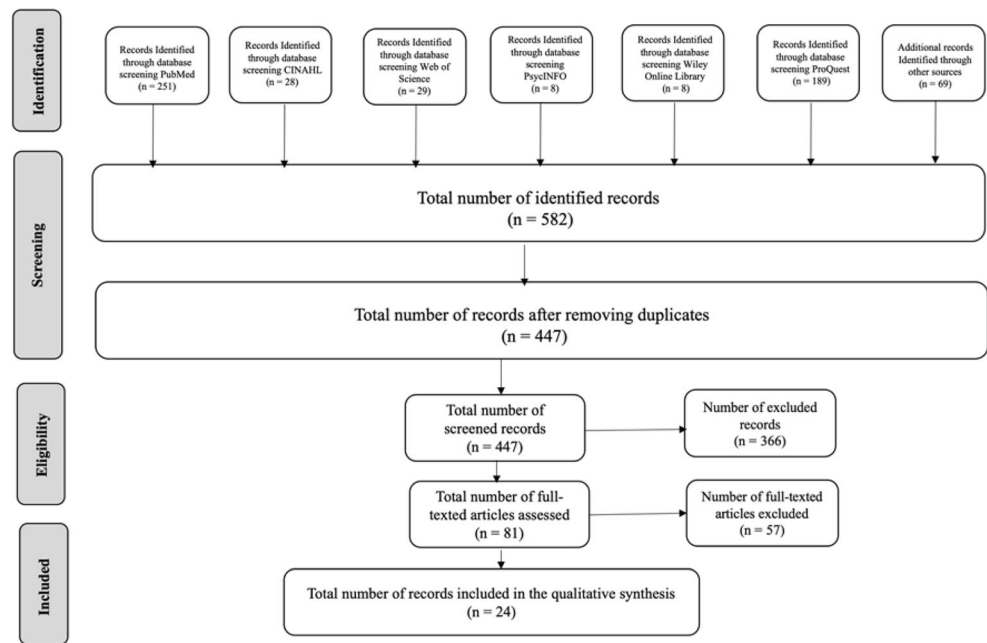 Identification
Records Identified
through database
screening PubMed
(n = 251)
Records Identified
through database
screening CINAHL
(n = 28)
Records Identified
through database
screening Web of
Science
(n = 29)
Records Identified
through database
screening
PsycINFO
(n = 8)
Records Identified
through database
screening Wiley
Online Library
(n = 8)
Records Identified
through database
screening ProQuest
(n = 189)
Additional records
Identified through
other sources
(n = 69)
Screening
Total number of identified records
(n = 582)
Total number of records after removing duplicates
(n = 447)
Eligibility
Total number of
screened records
(n = 447)
Number of excluded
records
(n = 366)
Total number of full-
texted articles assessed
(n = 81)
Number of full-texted
articles excluded
(n = 57)
Included
Total number of records included in the qualitative synthesis
(n = 24)